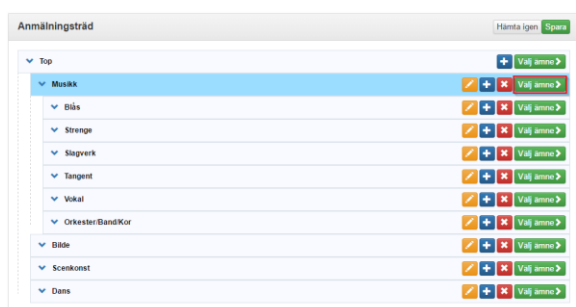 Anmälningsträd Hämta igen Spara
Top Välj ämne
Musikk Välj ämne
Blås Välj ämne
Strenge Välj ämne
Slagverk Välj ämne
Tangent Välj ämne
Vokal Välj ämne
Orkester/Band/Kor Välj ämne
Bilde Välj ämne
Scenkonst Välj ämne
Dans Välj ämne